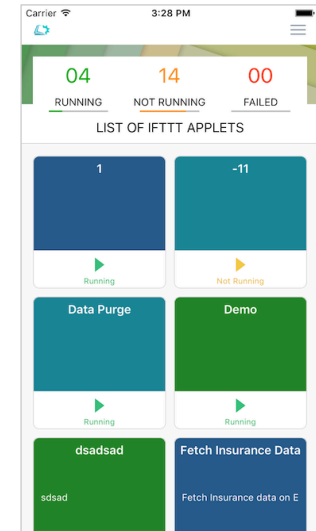 Carrier 3:28 PM
04 14 00
RUNNING NOT RUNNING FAILED
LIST OF IFTTT APPLETS
1 -11
Running Not Running
Data Purge Demo
Running Running
dsadsad Fetch Insurance Data
sdsad Fetch Insurance data on E